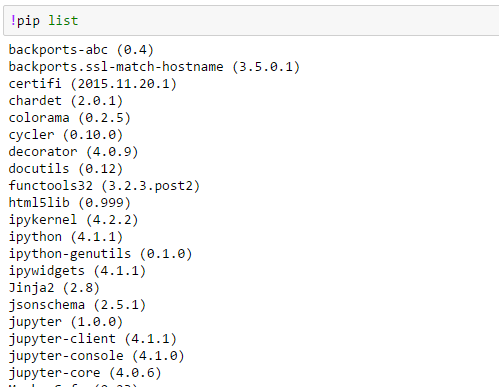 !pip list
backports-abc (0.4)
backports.ssl-match-hostname (3.5.0.1)
certifi (2015.11.20.1)
chardet (2.0.1)
colorama (0.2.5)
cycler (0.10.0)
decorator (4.0.9)
docutils (0.12)
functools32 (3.2.3.post2)
html5lib (0.999)
ipykernel (4.2.2)
ipython (4.1.1)
ipython-genutils (0.1.0)
ipywidgets (4.1.1)
Jinja2 (2.8)
jsonschema (2.5.1)
jupyter (1.0.0)
jupyter-client (4.1.1)
jupyter-console (4.1.0)
jupyter-core (4.0.6)